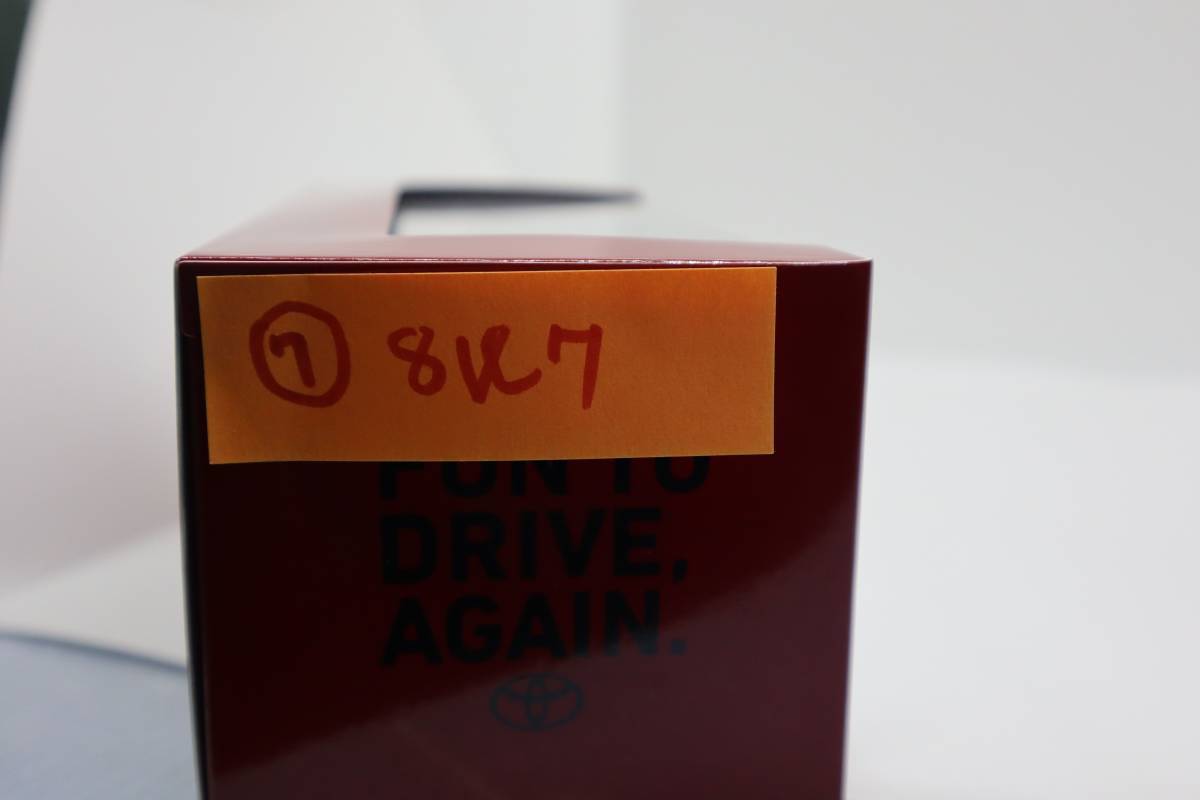 ⑦ 8K7
FUN TO
DRIVE,
AGAIN.